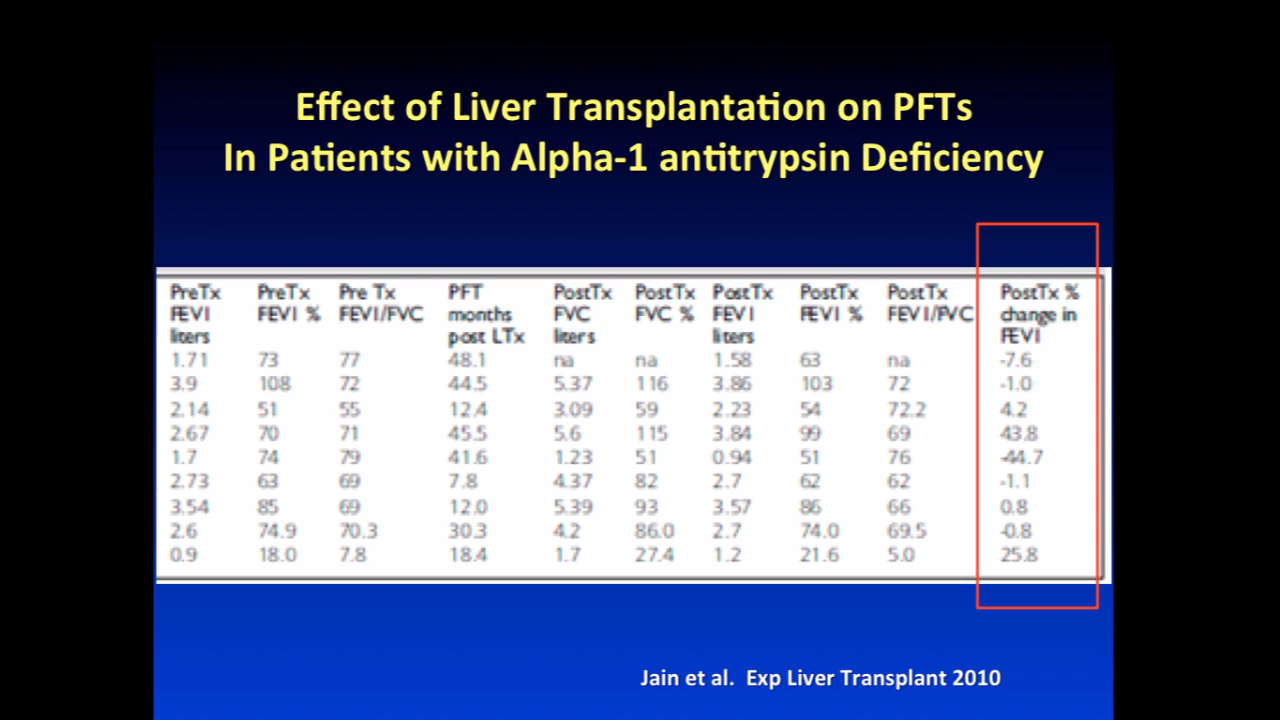 Effect of Liver Transplantation on PFTs
In Patients with Alpha-1 antitrypsin Deficiency
PreTx PreTx Pre Tx PFT PostTx PostTx PostTx PostTx PostTx PostTx %
FEV1 FEV1 % FEV1/FVC months FVC FVC % FEV1 FEV1 % FEV1/FVC change in
liters post LTx liters liters FEV1
1.71 73 77 48.1 na na 1.58 63 na -7.6
3.9 108 72 44.5 5.37 116 3.86 103 72 -1.0
2.14 51 55 12.4 3.09 59 2.23 54 72.2 4.2
2.67 70 71 45.5 5.6 115 3.84 99 69 43.8
1.7 74 79 41.6 1.23 51 0.94 51 76 -44.7
2.73 63 69 7.8 4.37 82 2.7 62 62 -1.1
3.54 85 69 12.0 5.39 93 3.57 86 66 0.8
2.6 74.9 70.3 30.3 4.2 86.0 2.7 74.0 69.5 -0.8
0.9 18.0 7.8 18.4 1.7 27.4 1.2 21.6 5.0 25.8
Jain et al. Exp Liver Transplant 2010